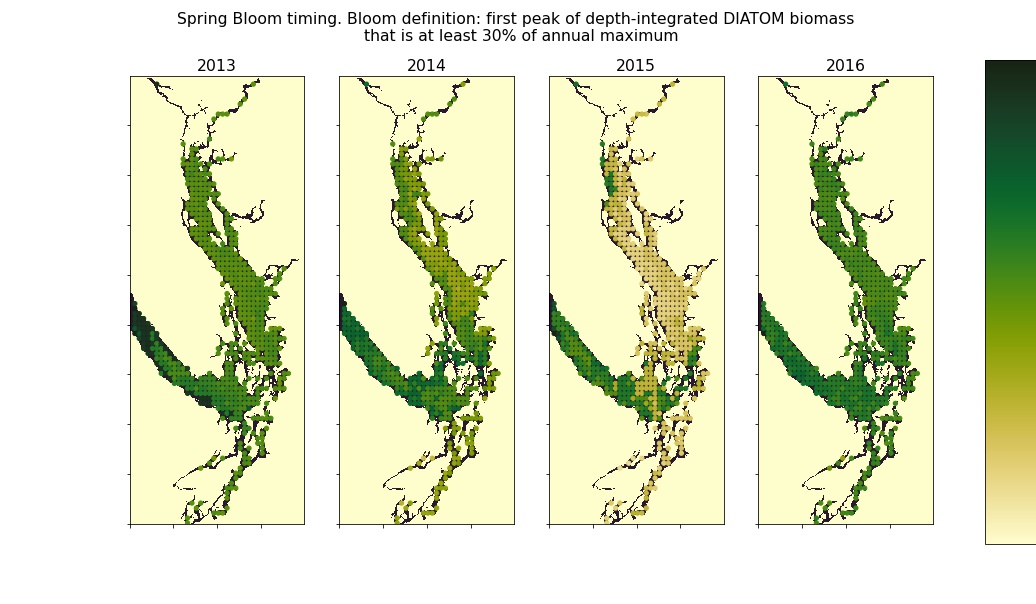 Spring Bloom timing. Bloom definition: first peak of depth-integrated DIATOM biomass
that is at least 30% of annual maximum
2013
2014
2015
2016